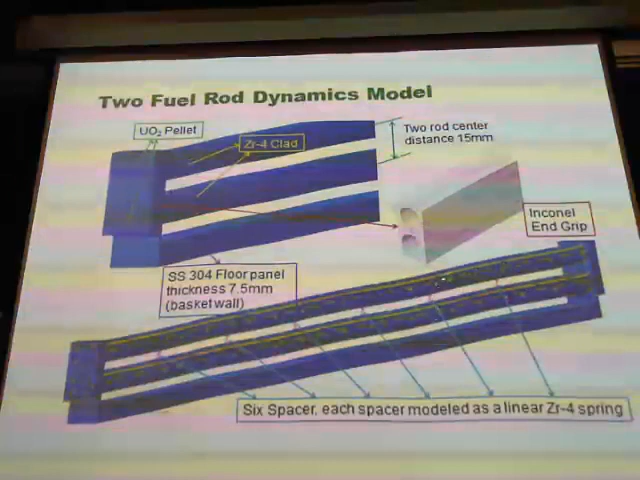 Two Fuel Rod Dynamics Model
UO₂ Pellet
Zr-4 Clad
Two rod center
distance 15mm
Inconel
End Grip
SS 304 Floor panel
thickness 7.5mm
(basket wall)
Six Spacer, each spacer modeled as a linear Zr-4 spring